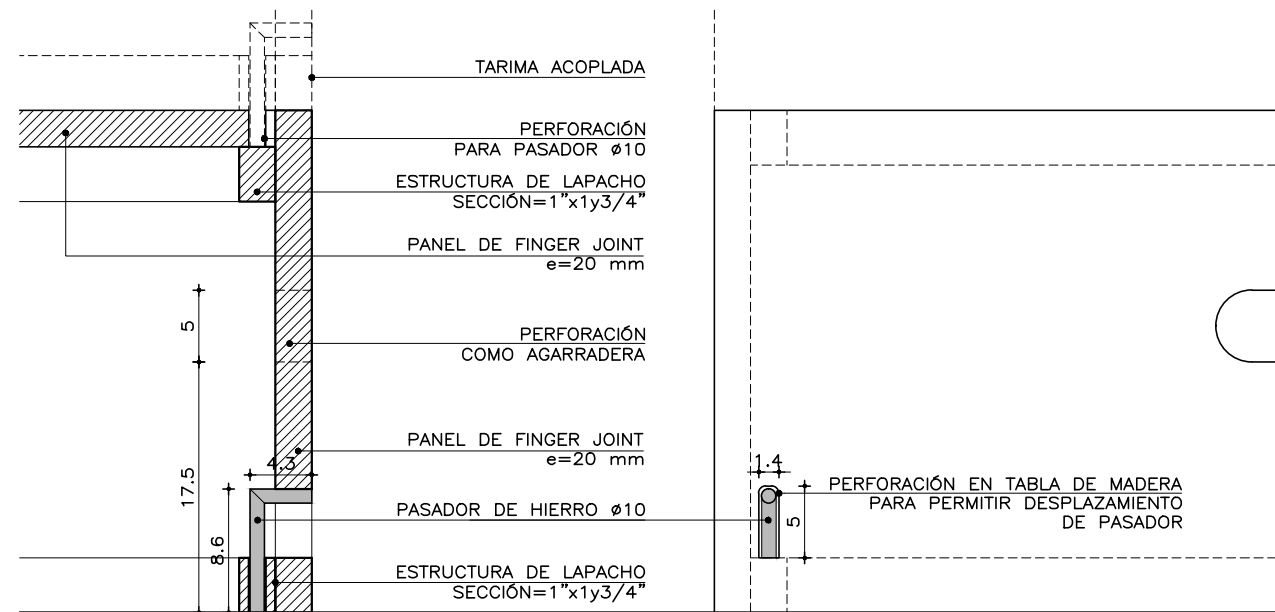 TARIMA ACOPLADA
PERFORACIÓN
PARA PASADOR ø10
ESTRUCTURA DE LAPACHO
SECCIÓN=1”x1y3/4”
PANEL DE FINGER JOINT
e=20 mm
5
PERFORACIÓN
COMO AGARRADERA
17.5
PANEL DE FINGER JOINT
e=20 mm
4.3
1.4
PERFORACIÓN EN TABLA DE MADERA
PARA PERMITIR DESPLAZAMIENTO
DE PASADOR
5
PASADOR DE HIERRO ø10
8.6
ESTRUCTURA DE LAPACHO
SECCIÓN=1”x1y3/4”